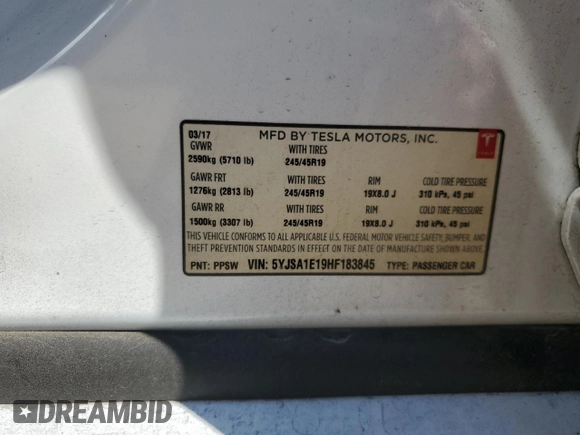 03/17 MFD BY TESLA MOTORS, INC.
GVWR WITH TIRES
2590kg (5710 lb) 245/45R19
GAWR FRT WITH TIRES RIM COLD TIRE PRESSURE
1276kg (2813 lb) 245/45R19 19X8.0 J 310 kPa, 45 psi
GAWR RR WITH TIRES RIM COLD TIRE PRESSURE
1500kg (3307 lb) 245/45R19 19X8.0 J 310 kPa, 45 psi
THIS VEHICLE CONFORMS TO ALL APPLICABLE U.S. FEDERAL MOTOR VEHICLE SAFETY, BUMPER, AND
THEFT PREVENTION STANDARDS IN EFFECT ON THE DATE OF MANUFACTURE SHOWN ABOVE.
PNT: PPSW VIN: 5YJSA1E19HF183845 TYPE: PASSENGER CAR
DREAMBID